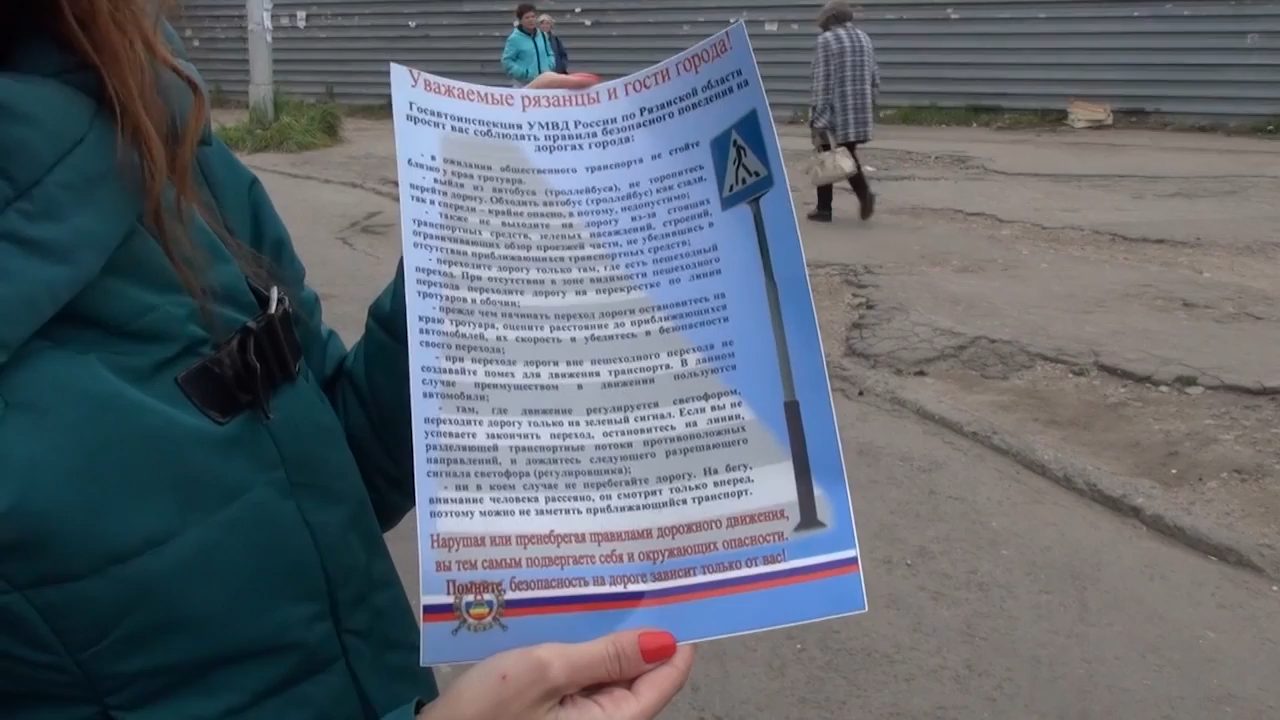 Уважаемые рязанцы и гости города!
Госавтоинспекция УМВД России по Рязанской области
просит вас соблюдать правила безопасного поведения на
дорогах города:
- в ожидании общественного транспорта не стойте
близко у края тротуара.
- выйдя из автобуса (троллейбуса), не торопитесь
перейти дорогу. Обходить автобус (троллейбус) как сзади,
так и спереди – крайне опасно, а потому, недопустимо;
- также не выходите на дорогу из-за стоящих
транспортных средств, зеленых насаждений, строений,
ограничивающих обзор проезжей части, не убедившись в
отсутствии приближающихся транспортных средств;
- переходите дорогу только там, где есть пешеходный
переход. При отсутствии в зоне видимости пешеходного
перехода переходите дорогу на перекрестке по линии
тротуаров и обочин;
- прежде чем начинать переход дороги остановитесь на
краю тротуара, оцените расстояние до приближающихся
автомобилей, их скорость и убедитесь в безопасности
своего перехода;
- при переходе дороги вне пешеходного перехода не
создавайте помех для движения транспорта. В данном
случае преимуществом в движении пользуются
автомобили;
- там, где движение регулируется светофором,
переходите дорогу только на зеленый сигнал. Если вы не
успеваете закончить переход, остановитесь на линии,
разделяющей транспортные потоки противоположных
направлений, и дождитесь следующего разрешающего
сигнала светофора (регулировщика);
- ни в коем случае не перебегайте дорогу. На бегу,
внимание человека рассеяно, он смотрит только вперед,
поэтому можно не заметить приближающийся транспорт.
Нарушая или пренебрегая правилами дорожного движения,
вы тем самым подвергаете себя и окружающих опасности.
Помните, безопасность на дороге зависит только от вас!